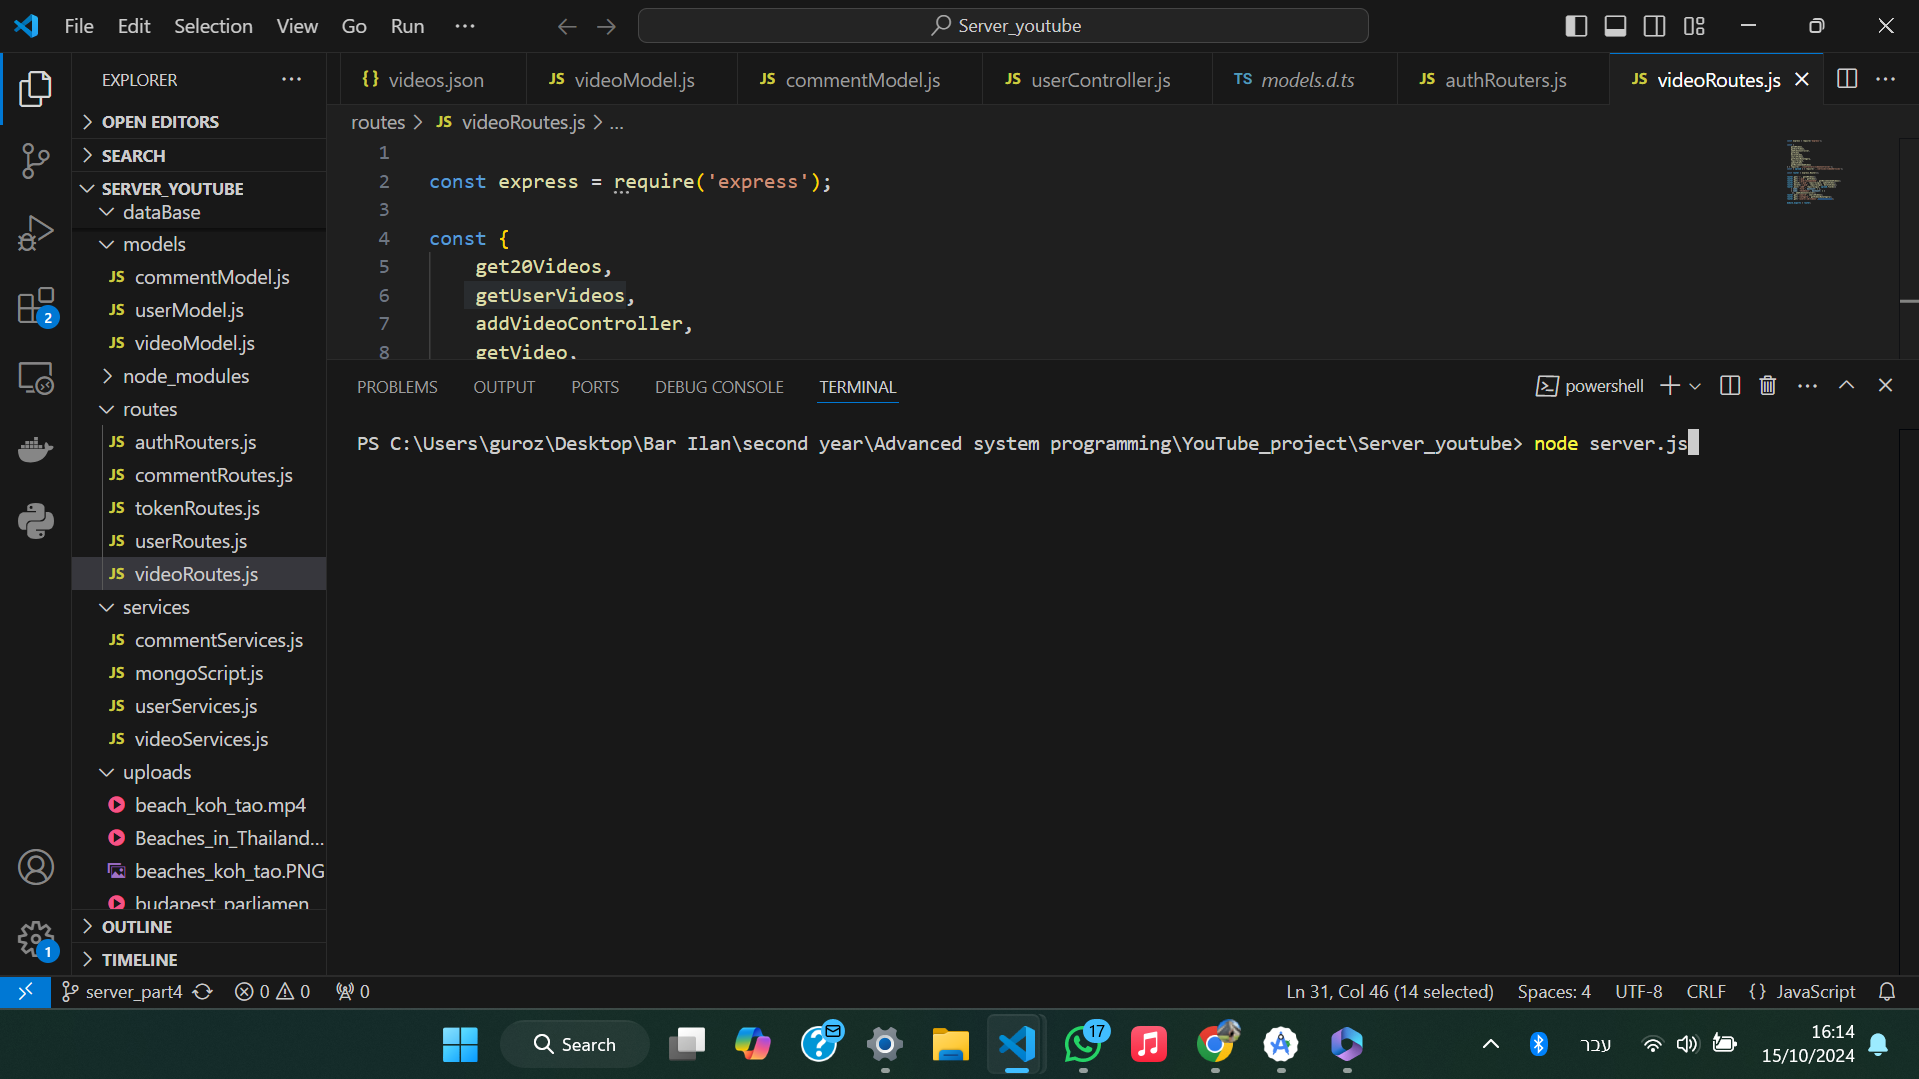 File Edit Selection View Go Run ···
Server_youtube
EXPLORER ···
OPEN EDITORS
SEARCH
SERVER_YOUTUBE
dataBase
models
JS commentModel.js
JS userModel.js
JS videoModel.js
node_modules
routes
JS authRouters.js
JS commentRoutes.js
JS tokenRoutes.js
JS userRoutes.js
JS videoRoutes.js
services
JS commentServices.js
JS mongoScript.js
JS userServices.js
JS videoServices.js
uploads
beach_koh_tao.mp4
Beaches_in_Thailand...
beaches_koh_tao.PNG
budapest_parliamen
OUTLINE
TIMELINE
2
1
{} videos.json JS videoModel.js JS commentModel.js JS userController.js TS models.d.ts JS authRouters.js JS videoRoutes.js
routes > JS videoRoutes.js > ...
1
2 const express = require('express');
3
4 const {
5 get20Videos,
6 getUserVideos,
7 addVideoController,
8 getVideo,
PROBLEMS OUTPUT PORTS DEBUG CONSOLE TERMINAL
powershell
PS C:\Users\guroz\Desktop\Bar Ilan\second year\Advanced system programming\YouTube_project\Server_youtube> node server.js
server_part4 0 0 0
Ln 31, Col 46 (14 selected) Spaces: 4 UTF-8 CRLF {} JavaScript
Search
17
עבר
16:14
15/10/2024